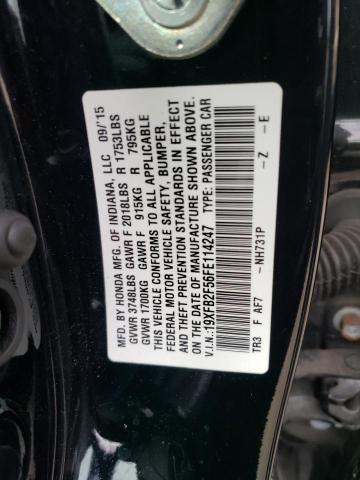 MFD. BY HONDA MFG. OF INDIANA, LLC 09/'15
GVWR 3748LBS GAWR F 2018LBS R 1753LBS
GVWR 1700KG GAWR F 915KG R 795KG
THIS VEHICLE CONFORMS TO ALL APPLICABLE
FEDERAL MOTOR VEHICLE SAFETY, BUMPER,
AND THEFT PREVENTION STANDARDS IN EFFECT
ON THE DATE OF MANUFACTURE SHOWN ABOVE.
V.I.N.:19XFB2F56FE114247 TYPE: PASSENGER CAR
TR3 F AF7 -NH731P -Z -E